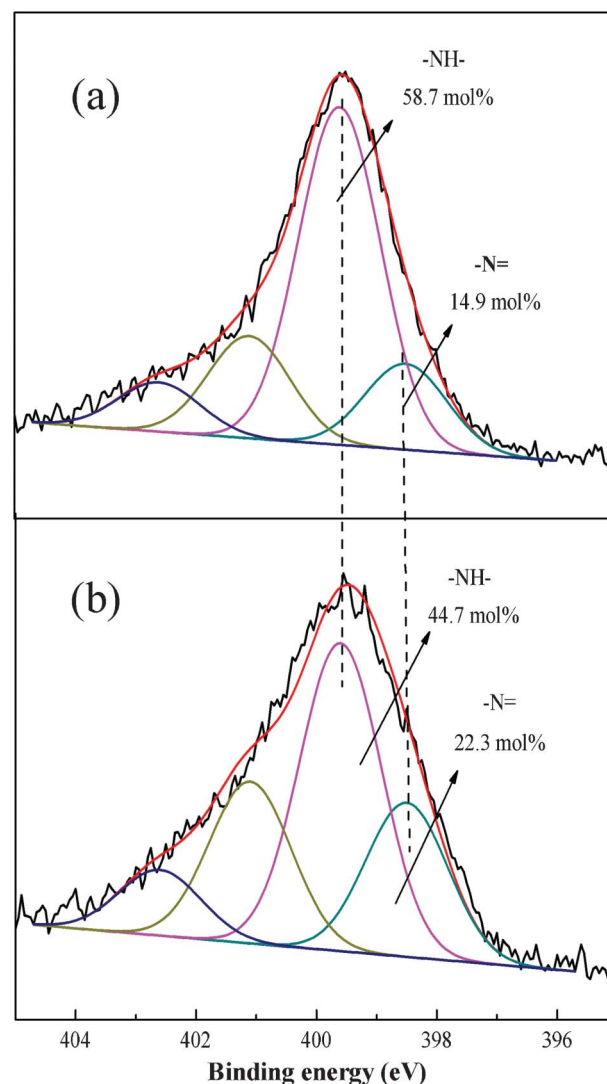 (a)
-NH-
58.7 mol%
-N=
14.9 mol%
(b)
-NH-
44.7 mol%
-N=
22.3 mol%
404 402 400 398 396
Binding energy (eV)